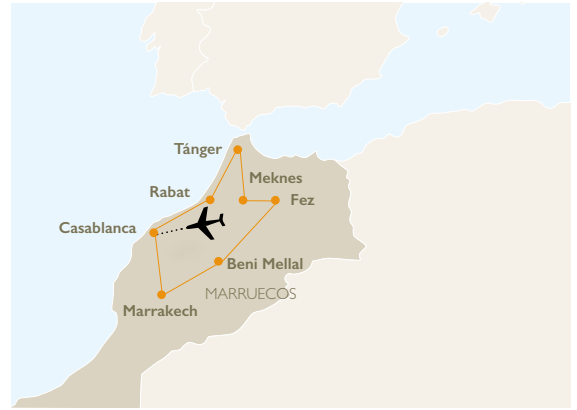 Tánger
Meknes
Rabat
Fez
Casablanca
Beni Mellal
MARRUECOS
Marrakech